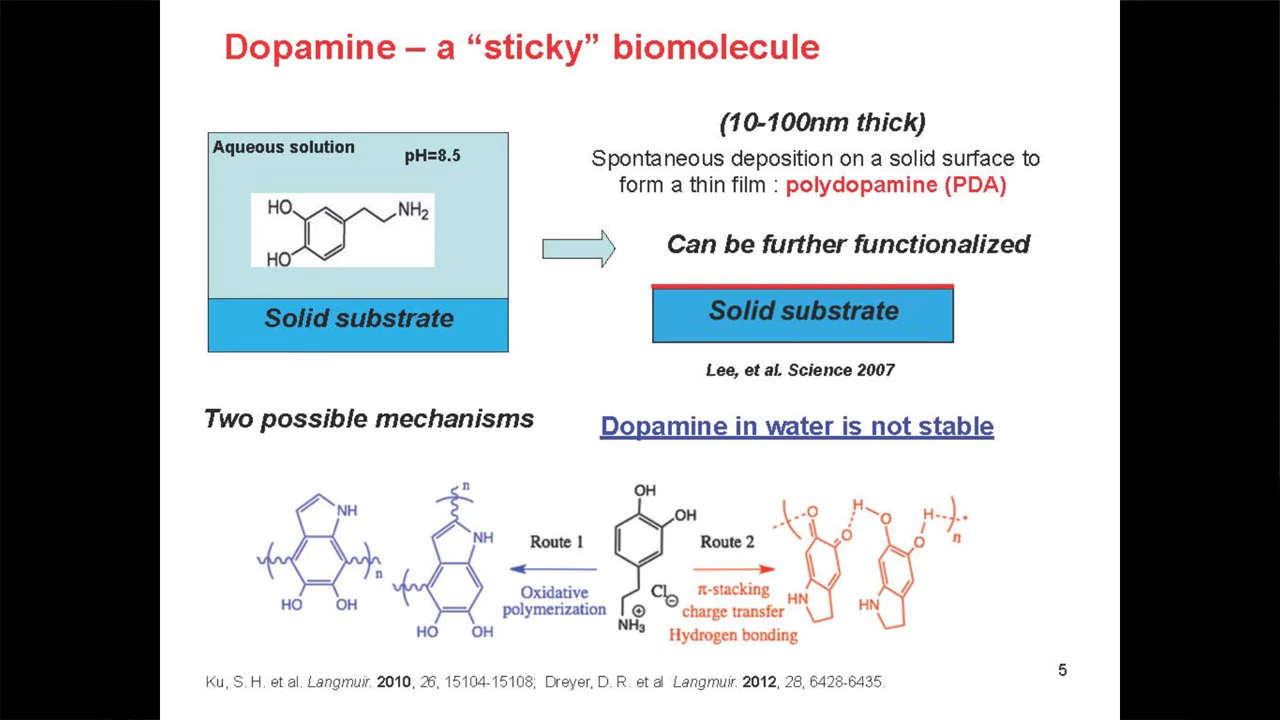 Dopamine – a “sticky” biomolecule
Aqueous solution
pH=8.5
HO
NH2
HO
Solid substrate
(10-100nm thick)
Spontaneous deposition on a solid surface to
form a thin film : polydopamine (PDA)
Can be further functionalized
Solid substrate
Lee, et al. Science 2007
Two possible mechanisms
Dopamine in water is not stable
NH
n
HO
OH
n
NH
HO
OH
Route 1
Oxidative
polymerization
OH
OH
Cl⊖
⊕
NH3
Route 2
π-stacking
charge transfer
Hydrogen bonding
O
O
H
O
O
H
n
HN
HN
Ku, S. H. et al. Langmuir. 2010, 26, 15104-15108; Dreyer, D. R. et al Langmuir. 2012, 28, 6428-6435.
5